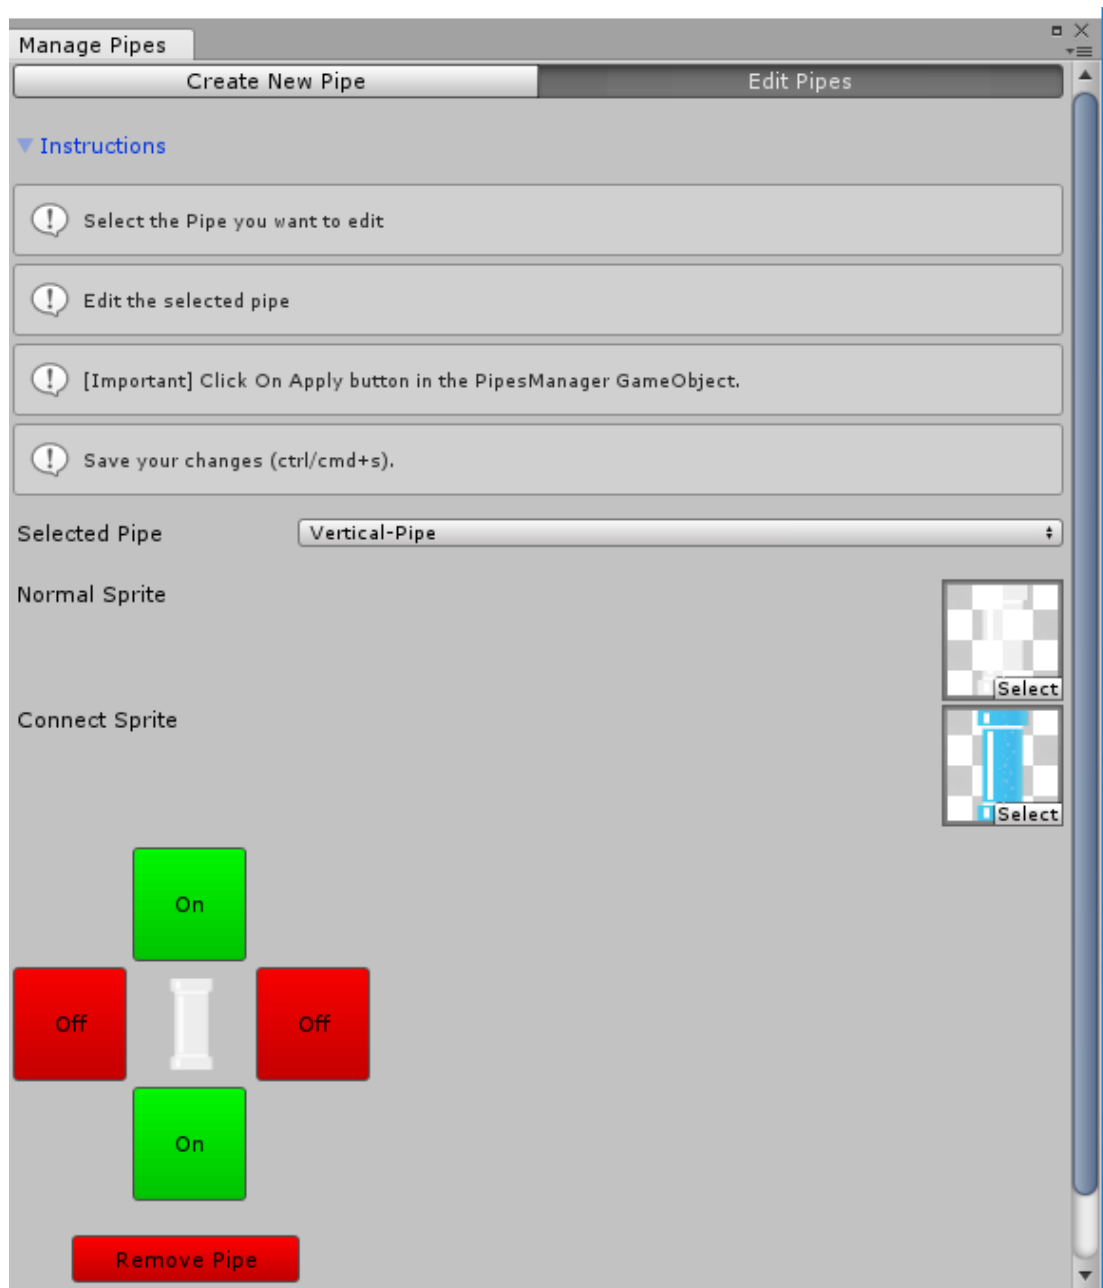 Manage Pipes
Create New Pipe
Edit Pipes
Instructions
Select the Pipe you want to edit
Edit the selected pipe
[Important] Click On Apply button in the PipesManager GameObject.
Save your changes (ctrl/cmd+s).
Selected Pipe
Vertical-Pipe
Normal Sprite
Select
Connect Sprite
Select
On
Off
Off
On
Remove Pipe